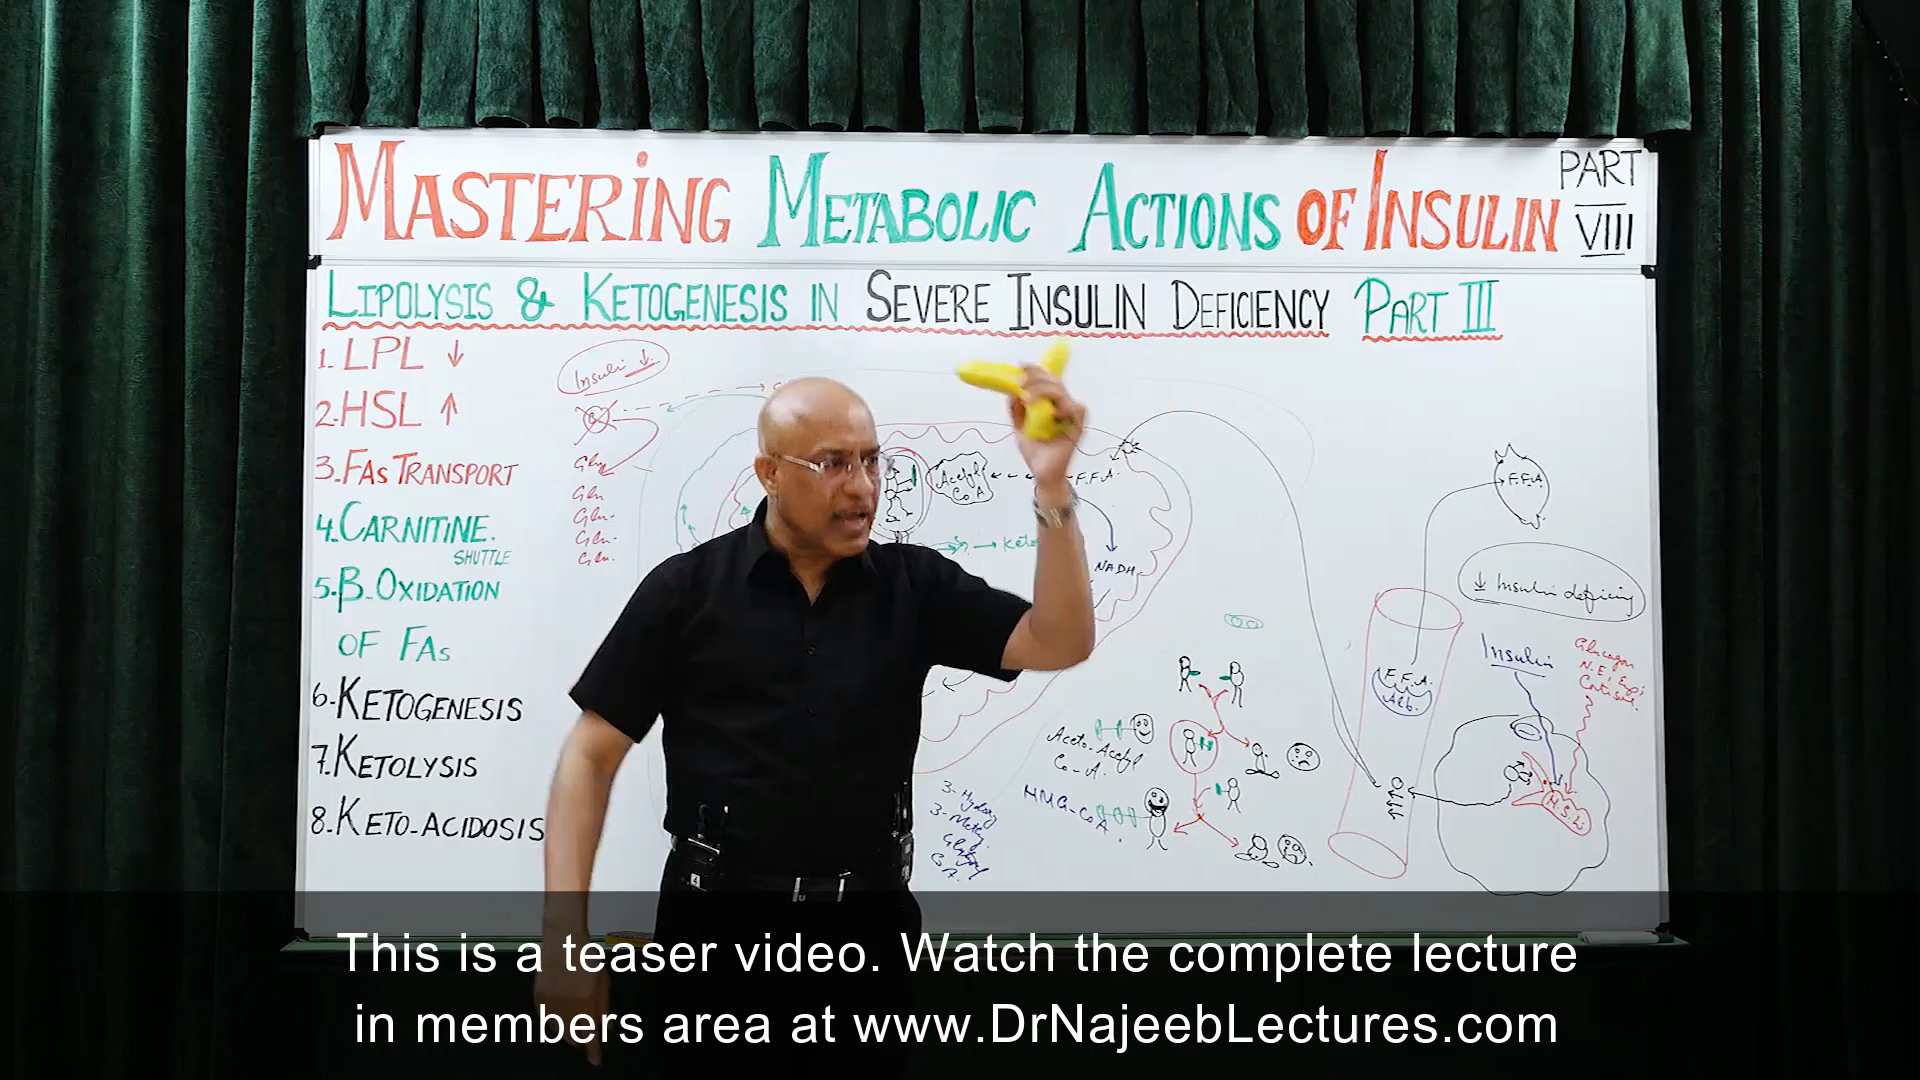 MASTERING METABOLIC ACTIONS OF INSULIN
PART
VIII
LIPOLYSIS & KETOGENESIS IN SEVERE INSULIN DEFICIENCY PART III
1. LPL ↓
2. HSL ↑
3. FAs TRANSPORT
4. CARNITINE.
SHUTTLE
5. β-OXIDATION
OF FAs
6- KETOGENESIS
7. KETOLYSIS
8. KETO-ACIDOSIS
Insulin ↓
Acetyl
CoA
F.F.A.
NADH
Aceto-Acetyl
Co-A.
HMG-CoA
F.F.A.
↓ Insulin
Insulin
F.F.A.
Alb.
This is a teaser video. Watch the complete lecture
in members area at www.DrNajeebLectures.com